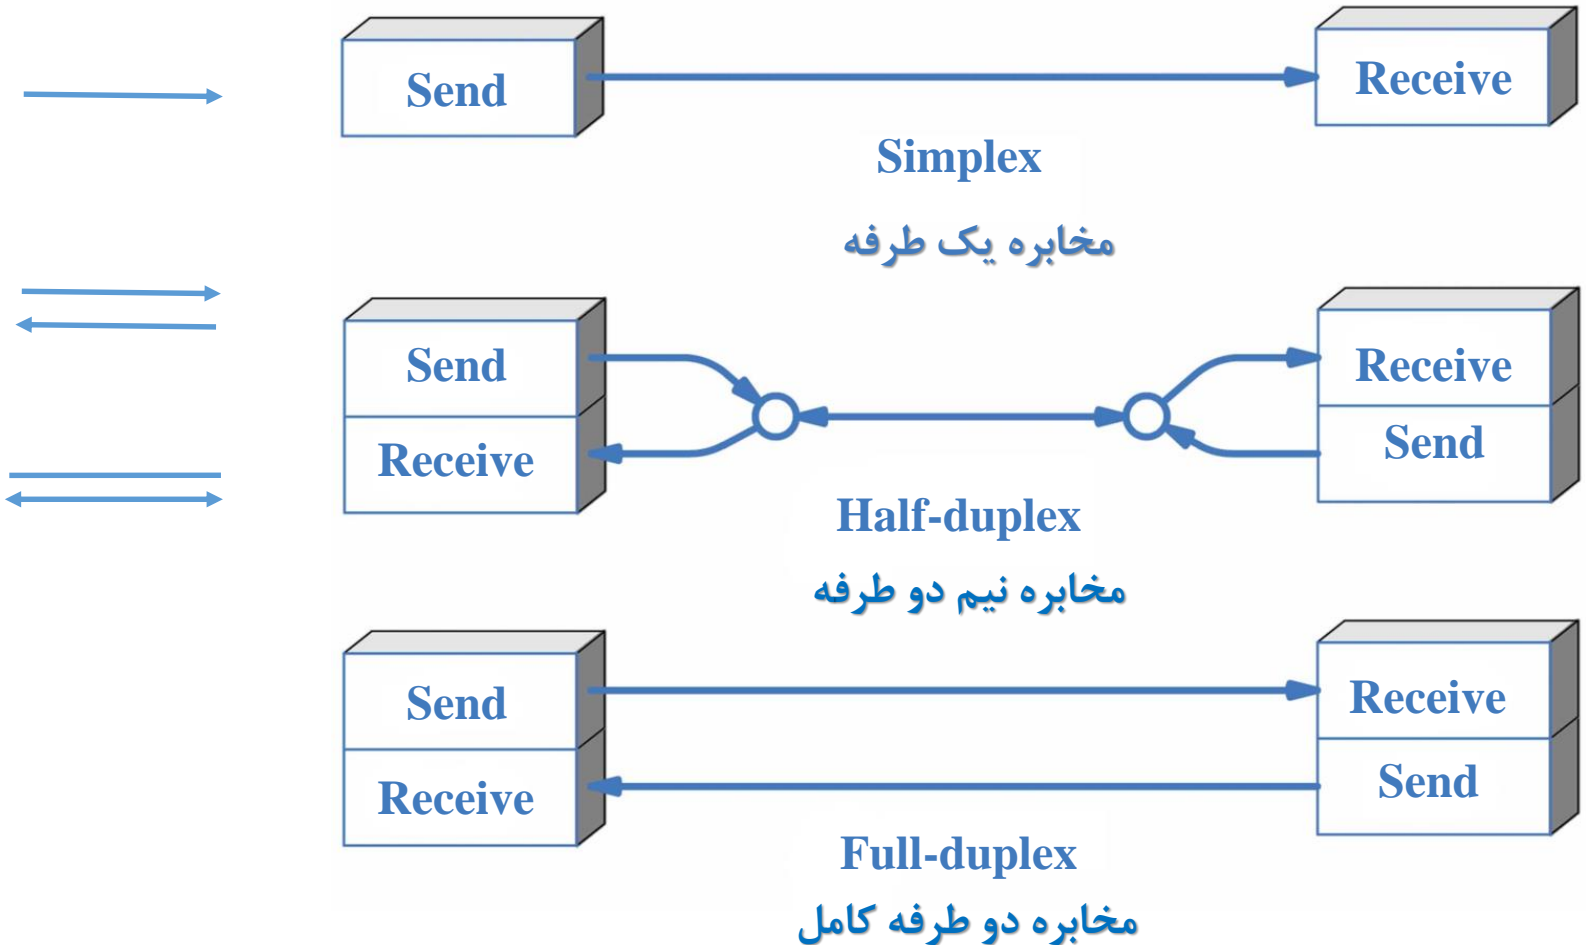 Send
Receive
Simplex
مخابره یک طرفه
Send
Receive
Receive
Send
Half-duplex
مخابره نیم دو طرفه
Send
Receive
Receive
Send
Full-duplex
مخابره دو طرفه کامل